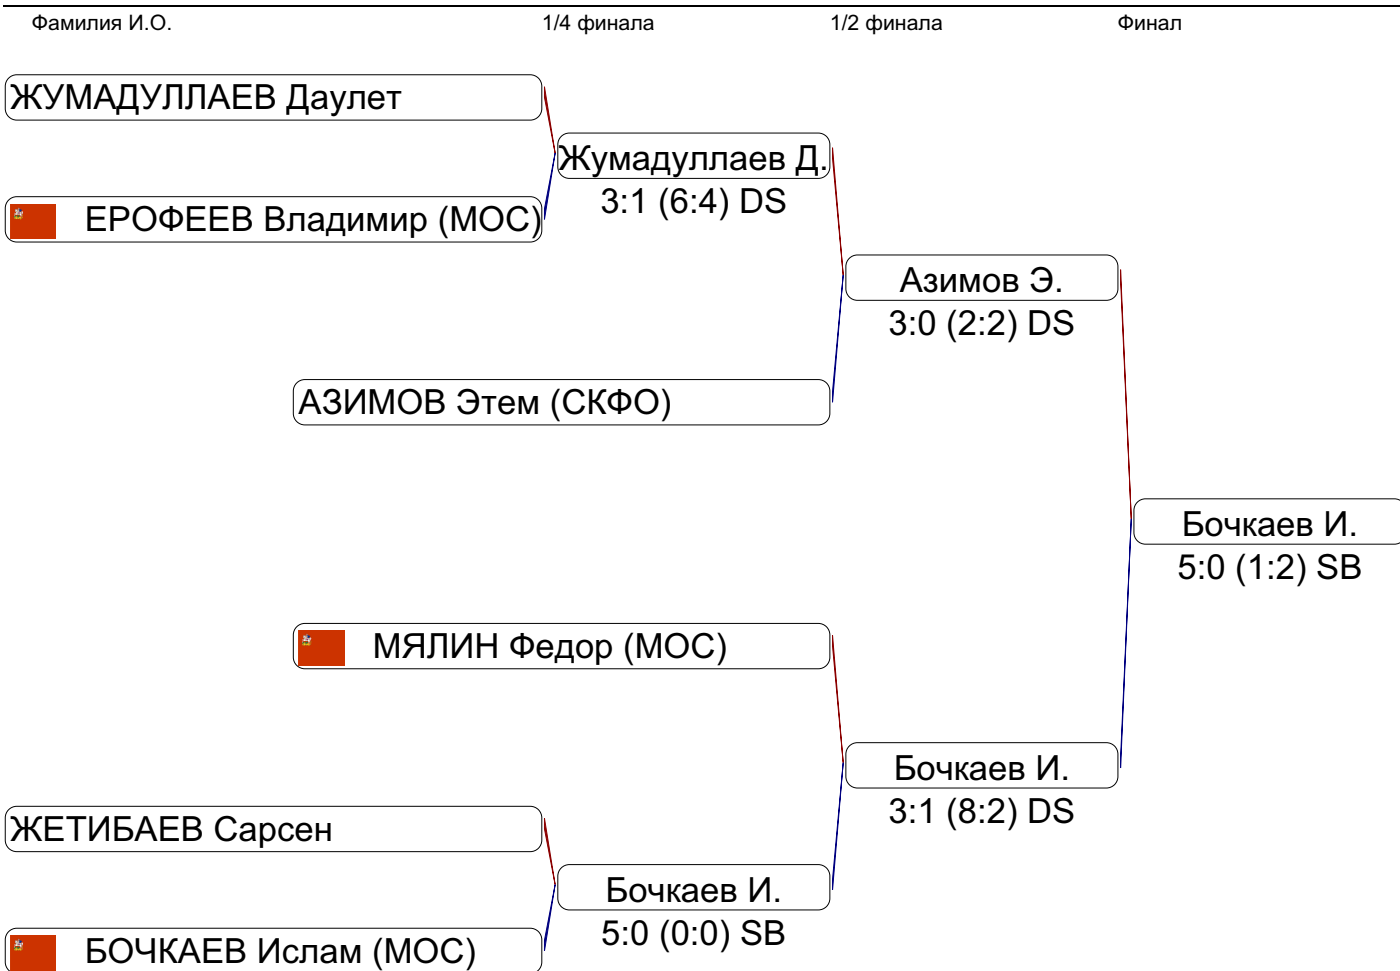 Фамилия И.О. 1/4 финала 1/2 финала Финал
ЖУМАДУЛЛАЕВ Даулет
Жумадуллаев Д.
3:1 (6:4) DS
ЕРОФЕЕВ Владимир (МОС)
Азимов Э.
3:0 (2:2) DS
АЗИМОВ Этем (СКФО)
Бочкаев И.
5:0 (1:2) SB
МЯЛИН Федор (МОС)
Бочкаев И.
3:1 (8:2) DS
ЖЕТИБАЕВ Сарсен
Бочкаев И.
5:0 (0:0) SB
БОЧКАЕВ Ислам (МОС)